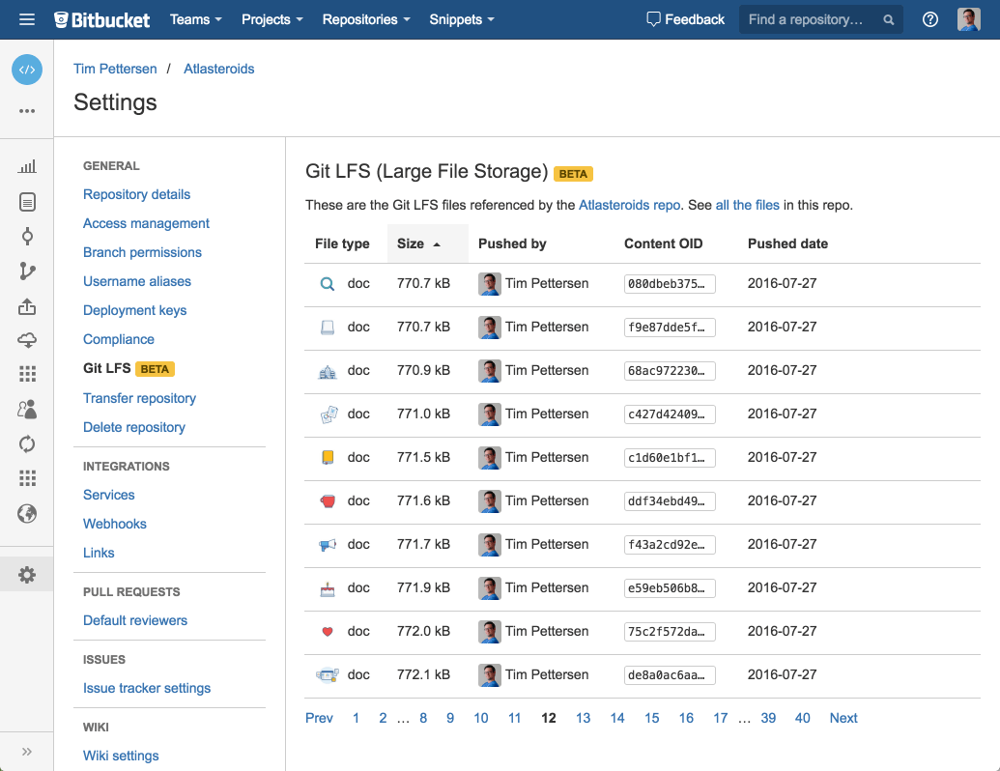 Bitbucket Teams Projects Repositories Snippets Feedback Find a repository...
Tim Pettersen / Atlasteroids
Settings
GENERAL
Repository details
Access management
Branch permissions
Username aliases
Deployment keys
Compliance
Git LFS BETA
Transfer repository
Delete repository
INTEGRATIONS
Services
Webhooks
Links
PULL REQUESTS
Default reviewers
ISSUES
Issue tracker settings
WIKI
Wiki settings
Git LFS (Large File Storage) BETA
These are the Git LFS files referenced by the Atlasteroids repo. See all the files in this repo.
File type Size Pushed by Content OID Pushed date
doc 770.7 kB Tim Pettersen 080dbeb375… 2016-07-27
doc 770.7 kB Tim Pettersen f9e87dde5f… 2016-07-27
doc 770.9 kB Tim Pettersen 68ac972230… 2016-07-27
doc 771.0 kB Tim Pettersen c427d42409… 2016-07-27
doc 771.5 kB Tim Pettersen c1d60e1bf1… 2016-07-27
doc 771.6 kB Tim Pettersen ddf34ebd49… 2016-07-27
doc 771.7 kB Tim Pettersen f43a2cd92e… 2016-07-27
doc 771.9 kB Tim Pettersen e59eb506b8… 2016-07-27
doc 772.0 kB Tim Pettersen 75c2f572da… 2016-07-27
doc 772.1 kB Tim Pettersen de8a0ac6aa… 2016-07-27
Prev 1 2 … 8 9 10 11 12 13 14 15 16 17 … 39 40 Next